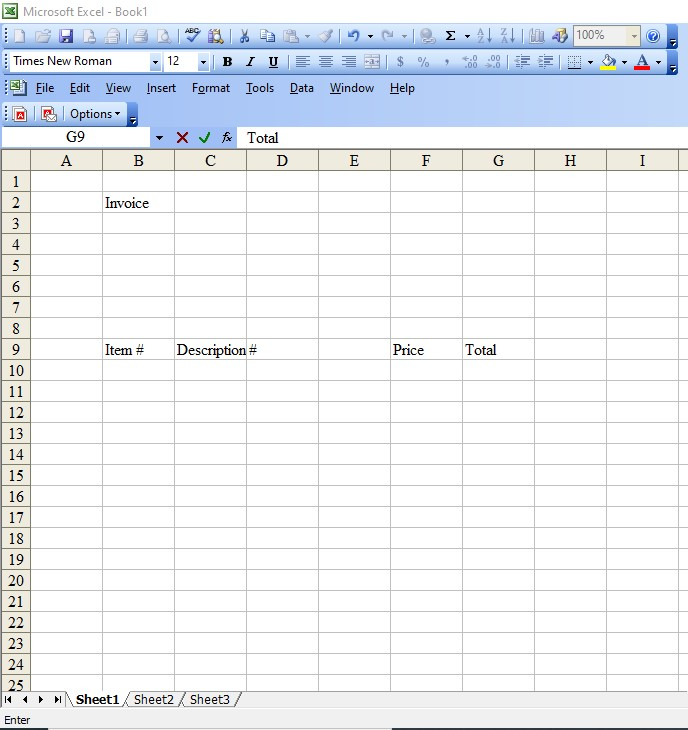 Microsoft Excel - Book1
ABC Σ A Z Z A 100%
Times New Roman 12 B I U $ % , A
File Edit View Insert Format Tools Data Window Help
Options
G9 fx Total
A B C D E F G H I
1
2 Invoice
3
4
5
6
7
8
9 Item # Description # Price Total
10
11
12
13
14
15
16
17
18
19
20
21
22
23
24
25
Sheet1 Sheet2 Sheet3
Enter